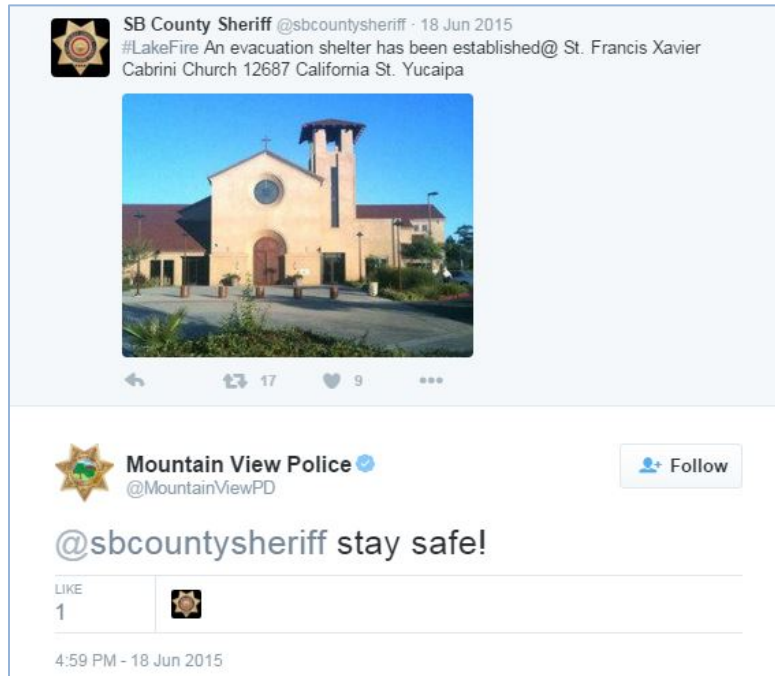 SB County Sheriff @sbcountysheriff · 18 Jun 2015
#LakeFire An evacuation shelter has been established@ St. Francis Xavier
Cabrini Church 12687 California St. Yucaipa
17 9
Mountain View Police
@MountainViewPD
Follow
@sbcountysheriff stay safe!
LIKE
1
4:59 PM - 18 Jun 2015